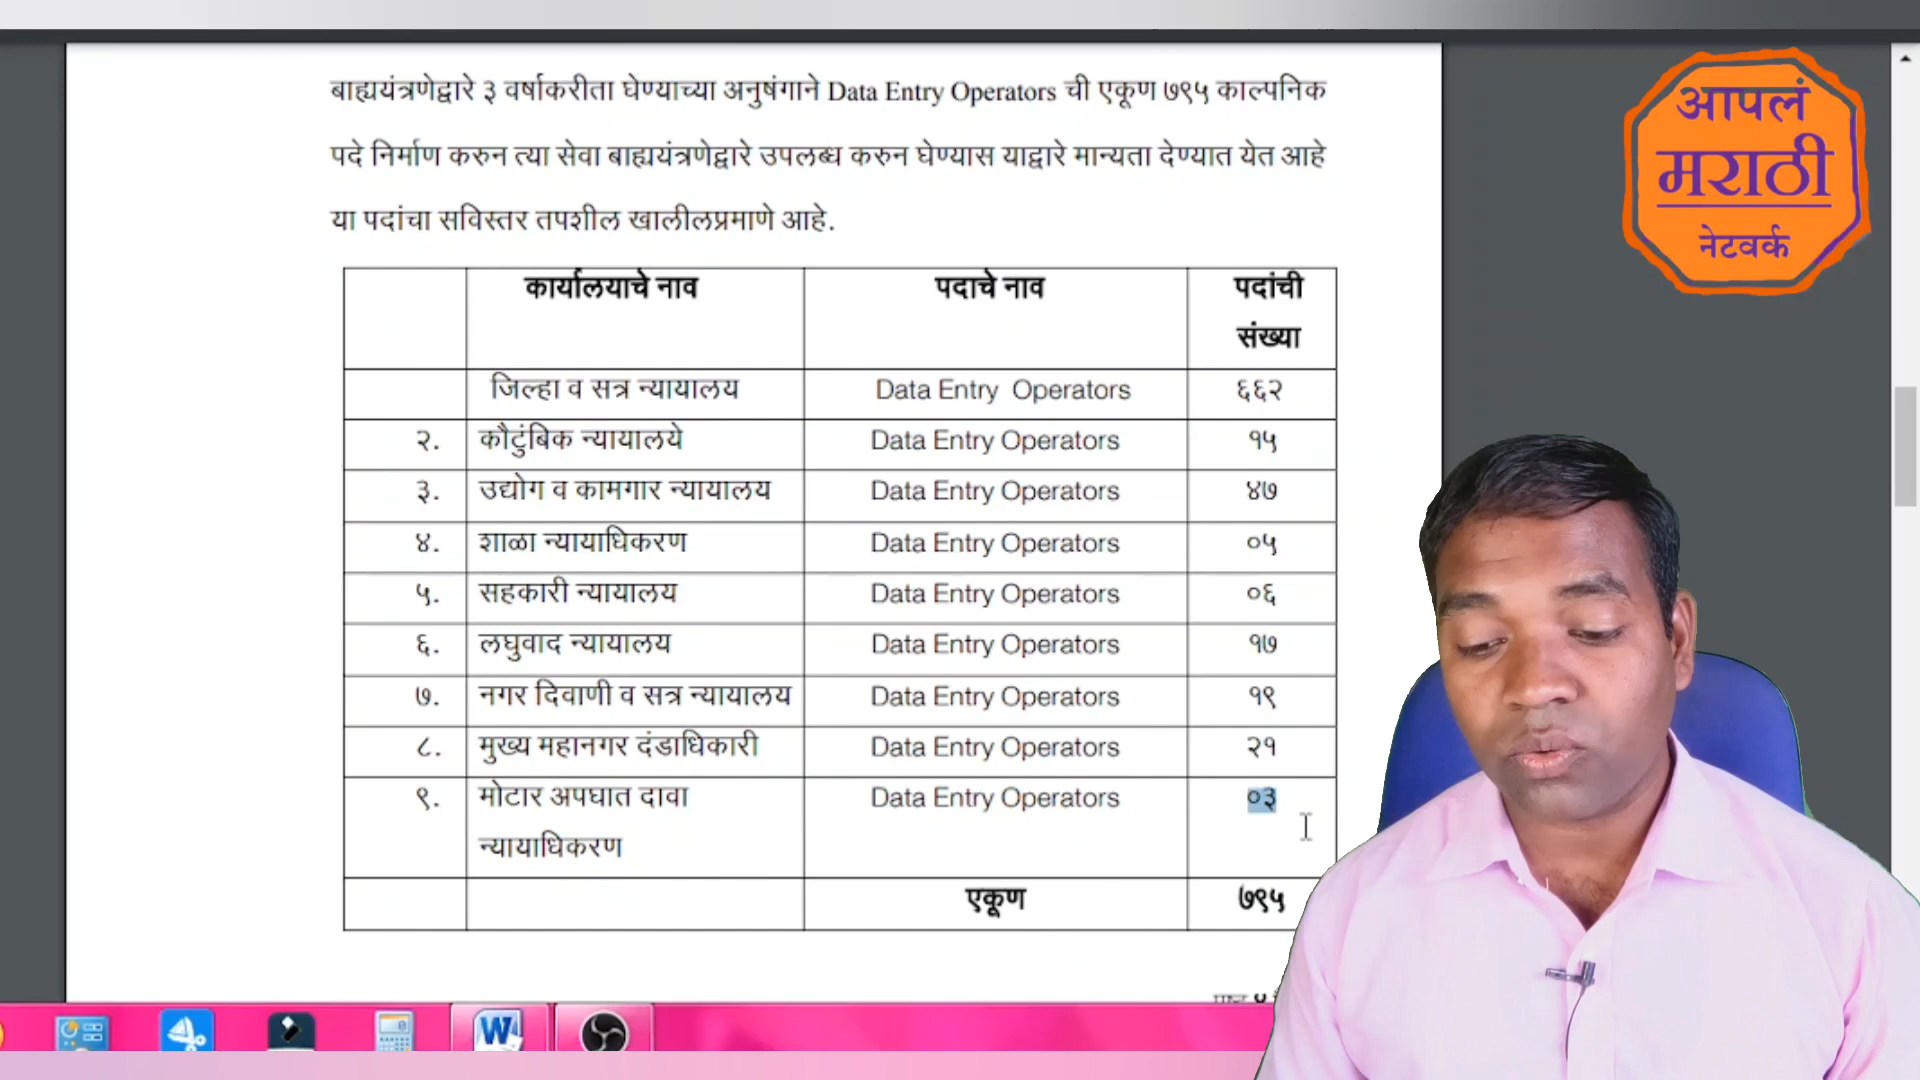 बाह्ययंत्रणेद्वारे ३ वर्षाकरीता घेण्याच्या अनुषंगाने Data Entry Operators ची एकूण ७९५ काल्पनिक
पदे निर्माण करुन त्या सेवा बाह्ययंत्रणेद्वारे उपलब्ध करुन घेण्यास याद्वारे मान्यता देण्यात येत आहे
या पदांचा सविस्तर तपशील खालीलप्रमाणे आहे.
कार्यालयाचे नाव पदाचे नाव पदांची
संख्या
जिल्हा व सत्र न्यायालय Data Entry Operators ६६२
२. कौटुंबिक न्यायालये Data Entry Operators १५
३. उद्योग व कामगार न्यायालय Data Entry Operators ४७
४. शाळा न्यायाधिकरण Data Entry Operators ०५
५. सहकारी न्यायालय Data Entry Operators ०६
६. लघुवाद न्यायालय Data Entry Operators १७
७. नगर दिवाणी व सत्र न्यायालय Data Entry Operators १९
८. मुख्य महानगर दंडाधिकारी Data Entry Operators २१
९. मोटार अपघात दावा Data Entry Operators ०३
न्यायाधिकरण
एकूण ७९५
आपलं
मराठी
नेटवर्क
W